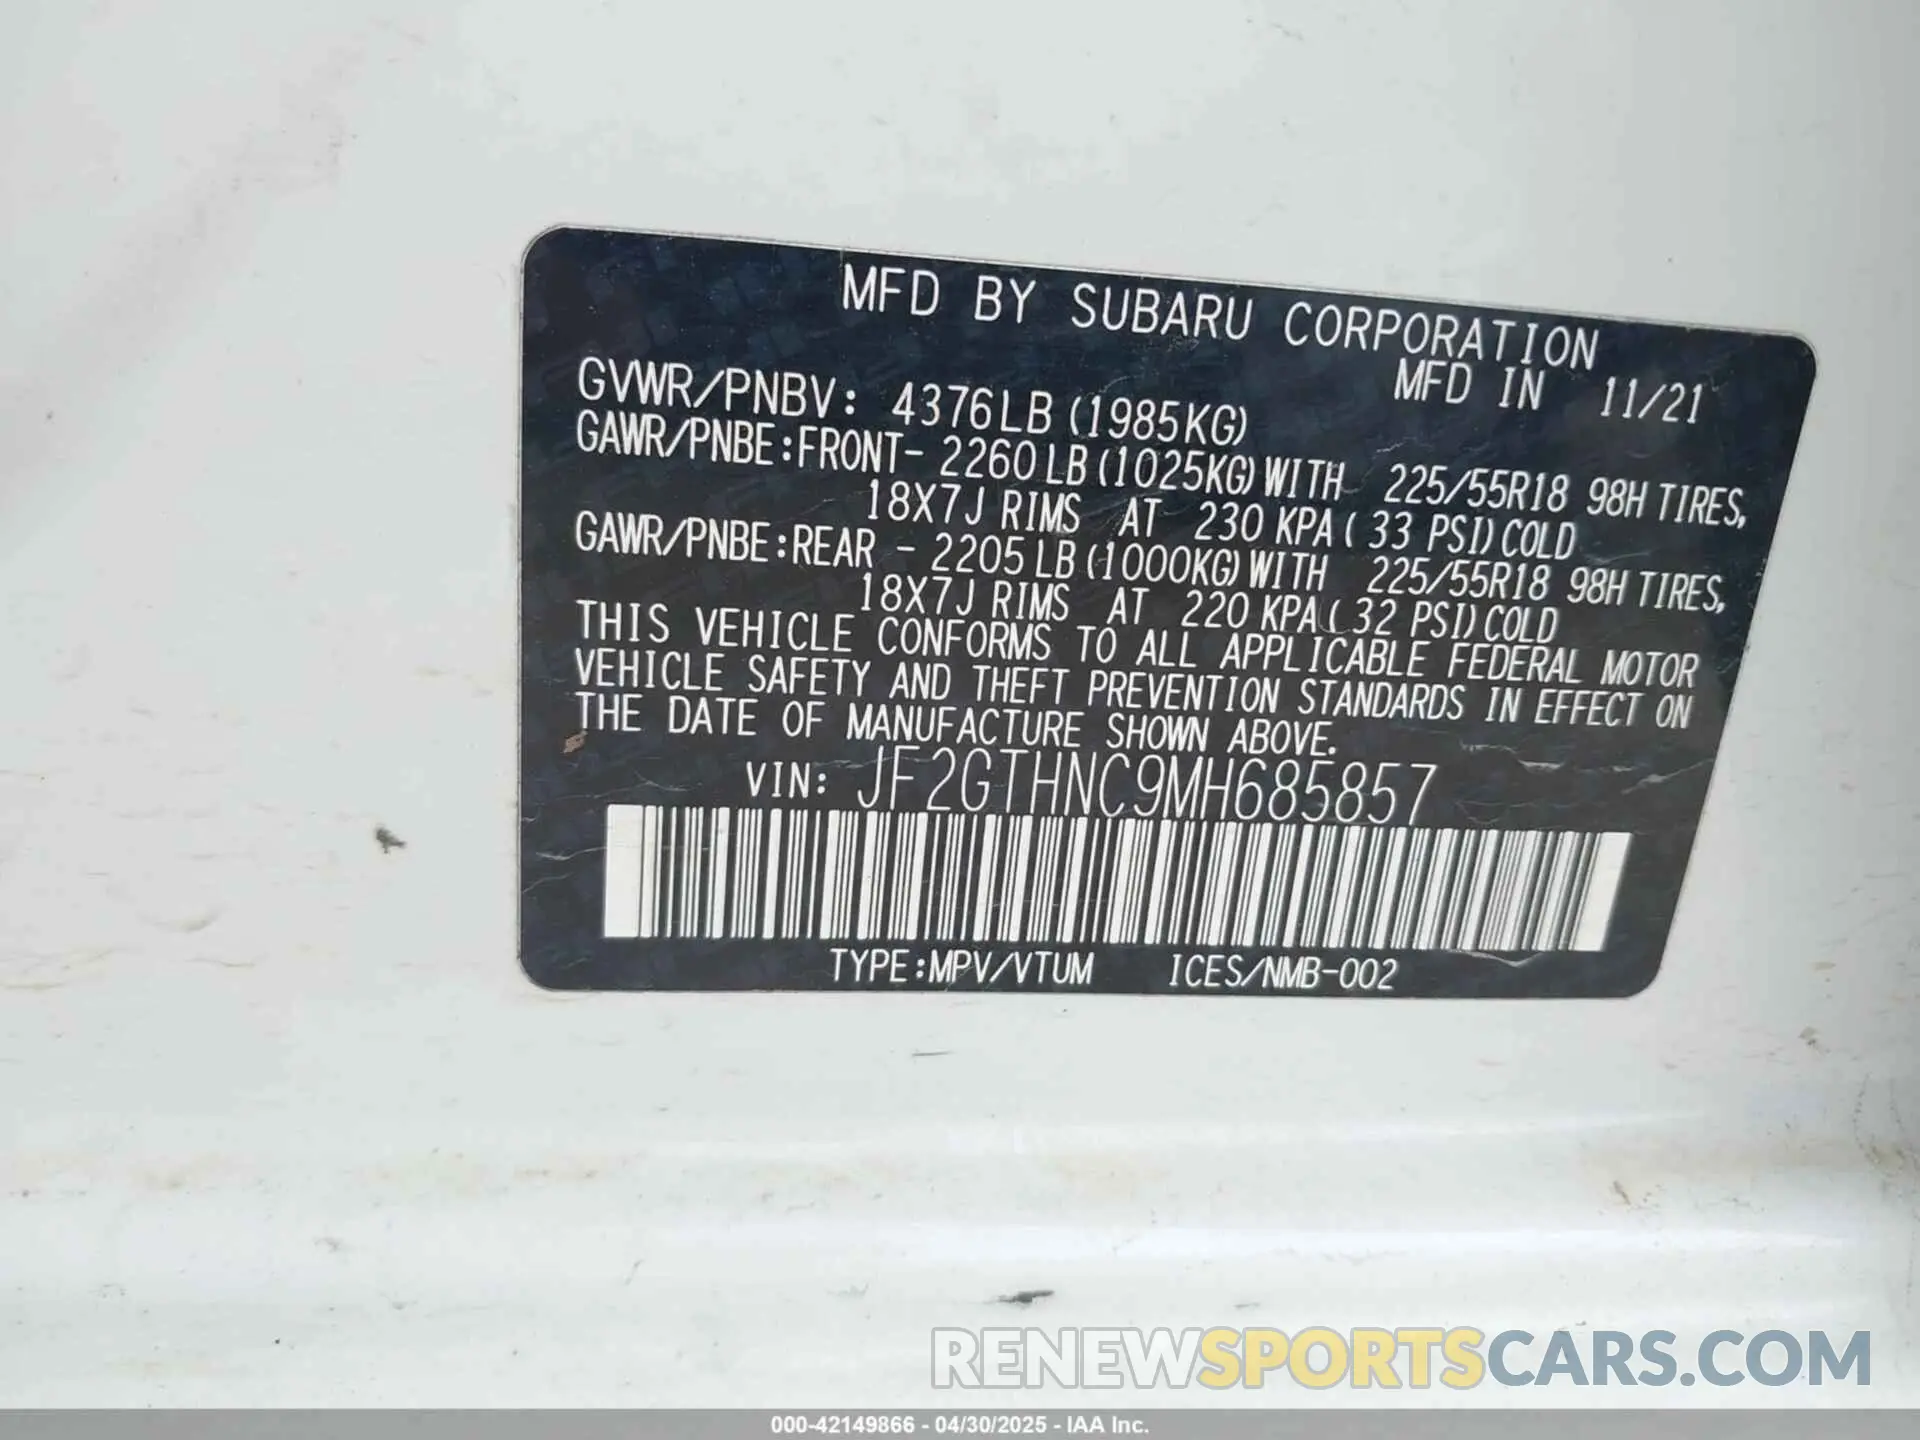 MFD BY SUBARU CORPORATION
MFD IN 11/21
GVWR/PNBV: 4376LB (1985KG)
GAWR/PNBE:FRONT- 2260LB (1025KG) WITH 225/55R18 98H TIRES,
18X7J RIMS AT 230 KPA ( 33 PSI) COLD
GAWR/PNBE:REAR - 2205LB (1000KG) WITH 225/55R18 98H TIRES,
18X7J RIMS AT 220 KPA ( 32 PSI) COLD
THIS VEHICLE CONFORMS TO ALL APPLICABLE FEDERAL MOTOR
VEHICLE SAFETY AND THEFT PREVENTION STANDARDS IN EFFECT ON
THE DATE OF MANUFACTURE SHOWN ABOVE.
VIN: JF2GTHNC9MH685857
TYPE:MPV/VTUM ICES/NMB-002
RENEWSPORTSCARS.COM
000-42149866 - 04/30/2025 - IAA Inc.